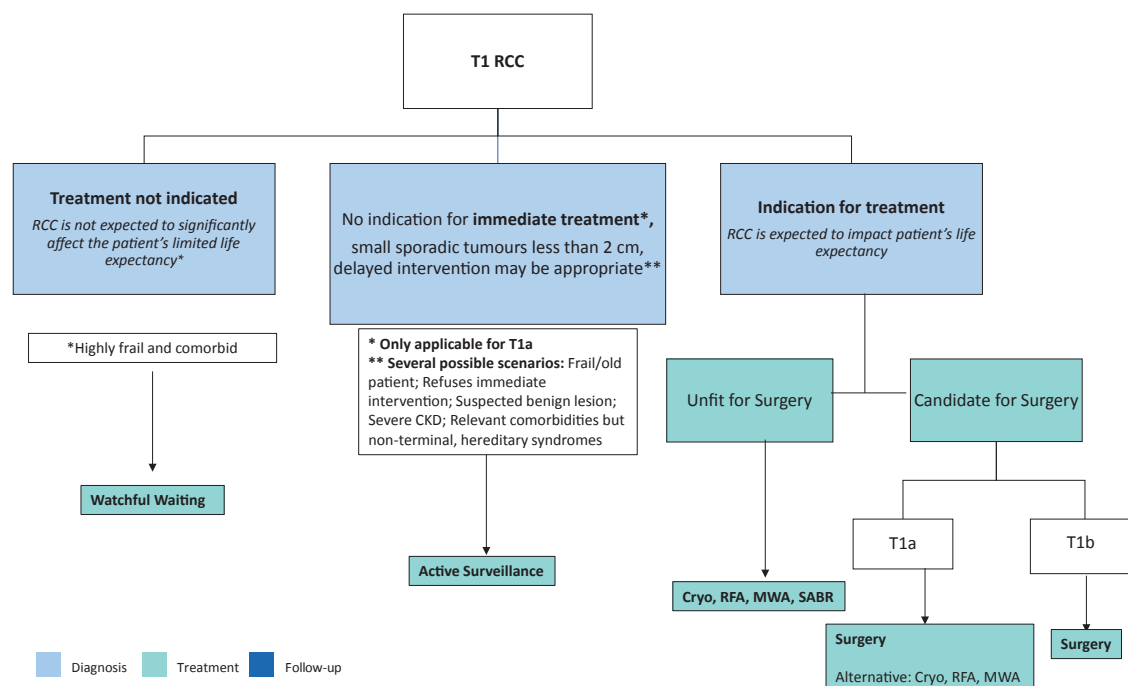 T1 RCC
Treatment not indicated
RCC is not expected to significantly
affect the patient's limited life
expectancy*
No indication for immediate treatment*,
small sporadic tumours less than 2 cm,
delayed intervention may be appropriate**
Indication for treatment
RCC is expected to impact patient's life
expectancy
*Highly frail and comorbid
* Only applicable for T1a
** Several possible scenarios: Frail/old
patient; Refuses immediate
intervention; Suspected benign lesion;
Severe CKD; Relevant comorbidities but
non-terminal, hereditary syndromes
Unfit for Surgery
Candidate for Surgery
Watchful Waiting
Active Surveillance
T1a
T1b
Cryo, RFA, MWA, SABR
Surgery
Alternative: Cryo, RFA, MWA
Surgery
Diagnosis
Treatment
Follow-up